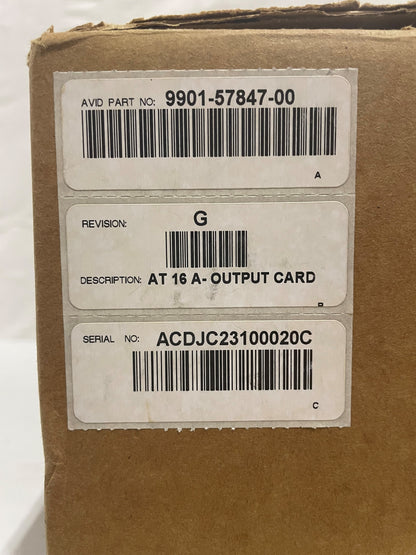 AVID PART NO: 9901-57847-00
A
REVISION: G
DESCRIPTION: AT 16 A- OUTPUT CARD
B
SERIAL NO: ACDJC23100020C
C